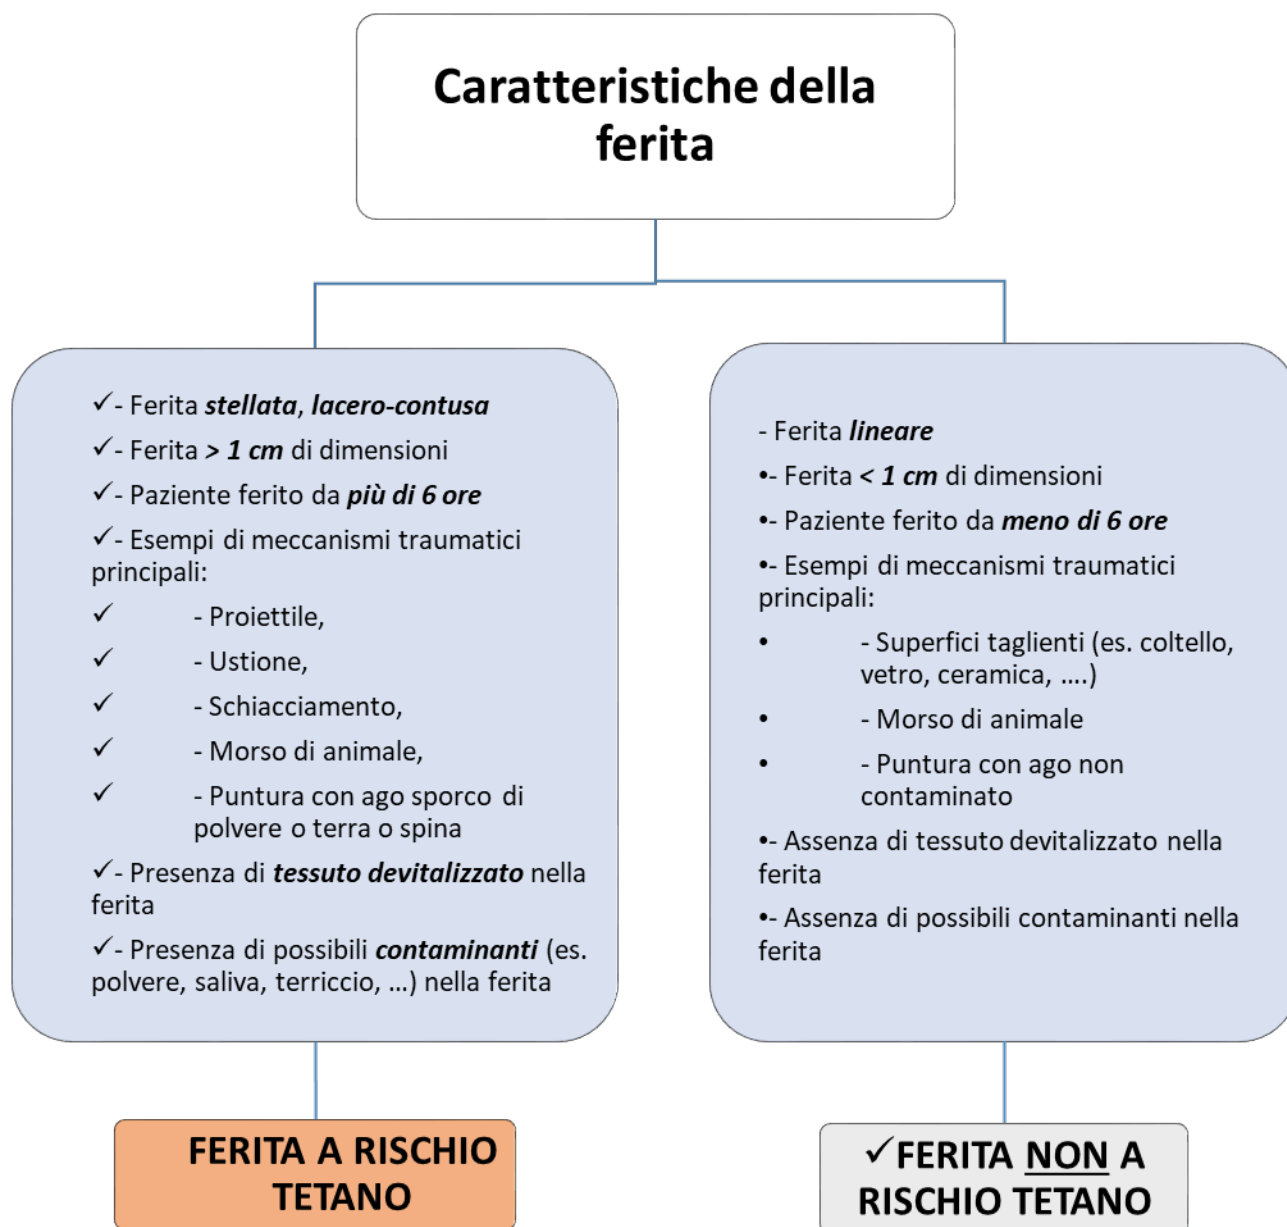 Caratteristiche della
ferita
✓- Ferita stellata, lacero-contusa
✓- Ferita > 1 cm di dimensioni
✓- Paziente ferito da più di 6 ore
✓- Esempi di meccanismi traumatici
principali:
✓ - Proiettile,
✓ - Ustione,
✓ - Schiacciamento,
✓ - Morso di animale,
✓ - Puntura con ago sporco di
polvere o terra o spina
✓- Presenza di tessuto devitalizzato nella
ferita
✓- Presenza di possibili contaminanti (es.
polvere, saliva, terriccio, ...) nella ferita
FERITA A RISCHIO
TETANO
- Ferita lineare
•- Ferita < 1 cm di dimensioni
•- Paziente ferito da meno di 6 ore
•- Esempi di meccanismi traumatici
principali:
• - Superfici taglienti (es. coltello,
vetro, ceramica, ....)
• - Morso di animale
• - Puntura con ago non
contaminato
•- Assenza di tessuto devitalizzato nella
ferita
•- Assenza di possibili contaminanti nella
ferita
✓FERITA NON A
RISCHIO TETANO